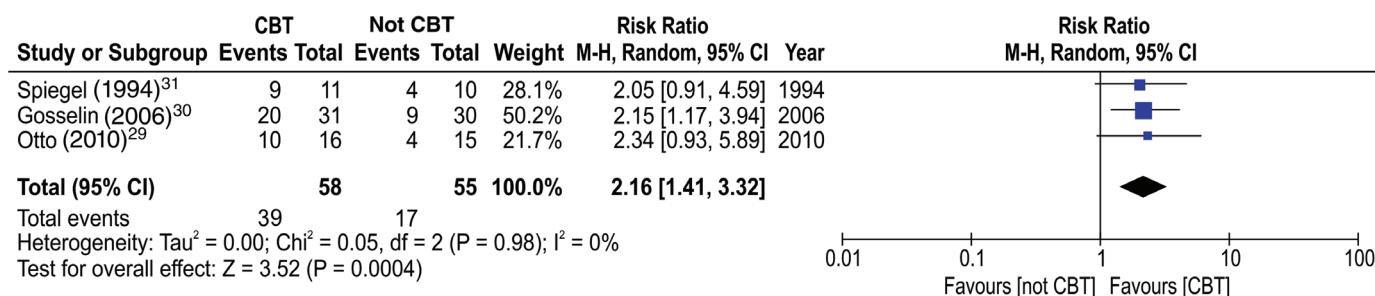 CBT Not CBT Risk Ratio Risk Ratio
Study or Subgroup Events Total Events Total Weight M-H, Random, 95% CI Year M-H, Random, 95% CI
Spiegel (1994)³¹ 9 11 4 10 28.1% 2.05 [0.91, 4.59] 1994
Gosselin (2006)³⁰ 20 31 9 30 50.2% 2.15 [1.17, 3.94] 2006
Otto (2010)²⁹ 10 16 4 15 21.7% 2.34 [0.93, 5.89] 2010
Total (95% CI) 58 55 100.0% 2.16 [1.41, 3.32]
Total events 39 17
Heterogeneity: Tau² = 0.00; Chi² = 0.05, df = 2 (P = 0.98); I² = 0%
Test for overall effect: Z = 3.52 (P = 0.0004)
0.01 0.1 1 10 100
Favours [not CBT] Favours [CBT]